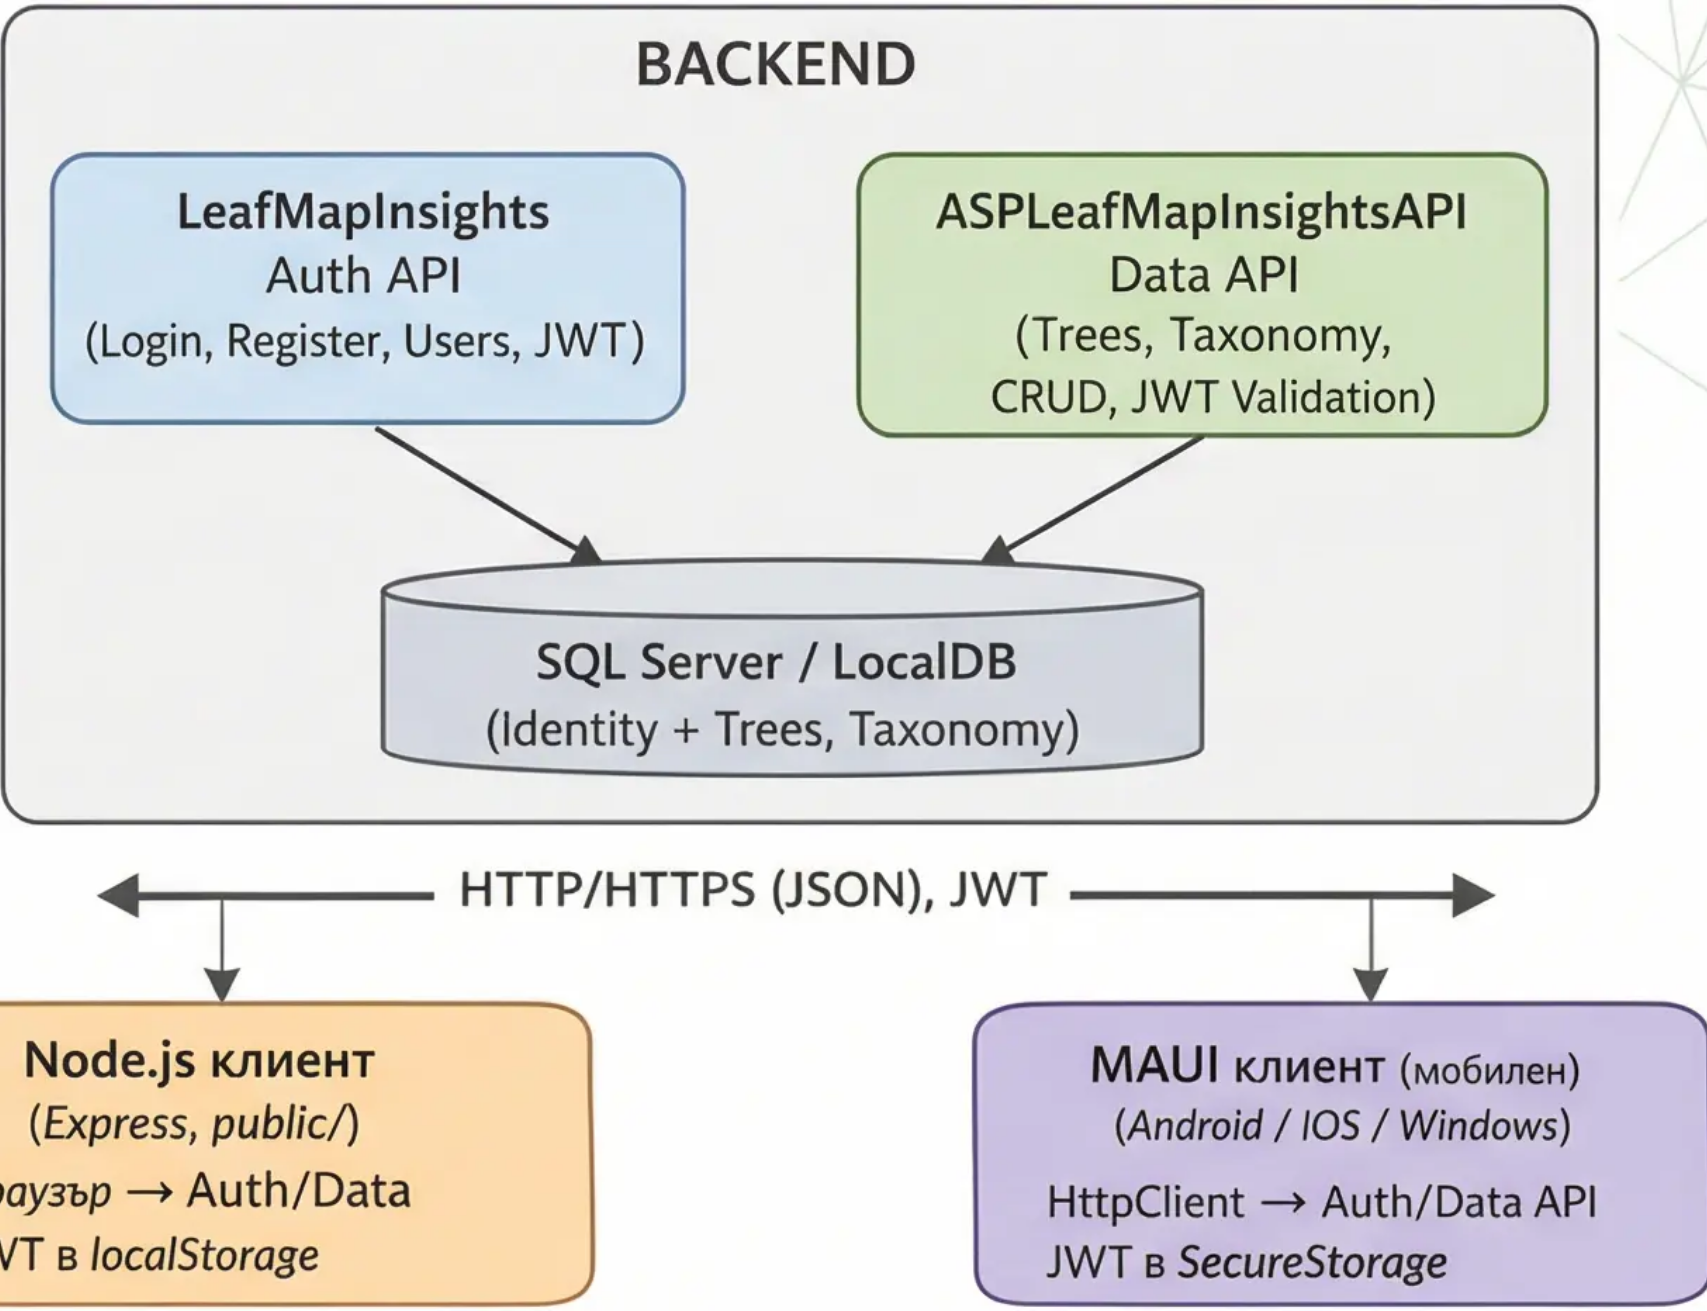 BACKEND
LeafMapInsights
Auth API
(Login, Register, Users, JWT)
ASPLeafMapInsightsAPI
Data API
(Trees, Taxonomy,
CRUD, JWT Validation)
SQL Server / LocalDB
(Identity + Trees, Taxonomy)
HTTP/HTTPS (JSON), JWT
Node.js клиент
(Express, public/)
→ Auth/Data
в localStorage
MAUI клиент (мобилен)
(Android / IOS / Windows)
HttpClient → Auth/Data API
JWT в SecureStorage